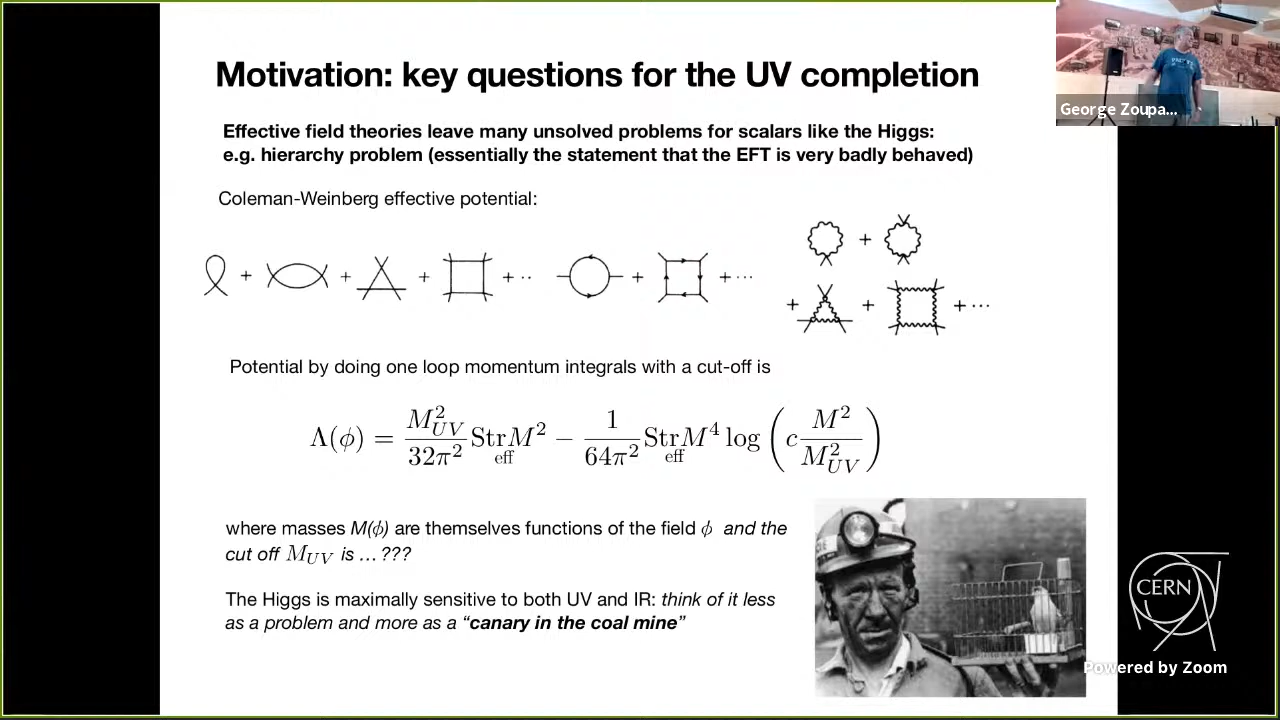 Motivation: key questions for the UV completion
George Zoupa...
Effective field theories leave many unsolved problems for scalars like the Higgs:
e.g. hierarchy problem (essentially the statement that the EFT is very badly behaved)
Coleman-Weinberg effective potential:
+ + + + ·· + + ··· +
+ + + ···
Potential by doing one loop momentum integrals with a cut-off is
Λ(ϕ) = M²_UV / 32π² Str_eff M² − 1 / 64π² Str_eff M⁴ log ( c M² / M²_UV )
where masses M(ϕ) are themselves functions of the field ϕ and the
cut off M_UV is … ???
The Higgs is maximally sensitive to both UV and IR: think of it less
as a problem and more as a “canary in the coal mine”
CERN
Powered by Zoom